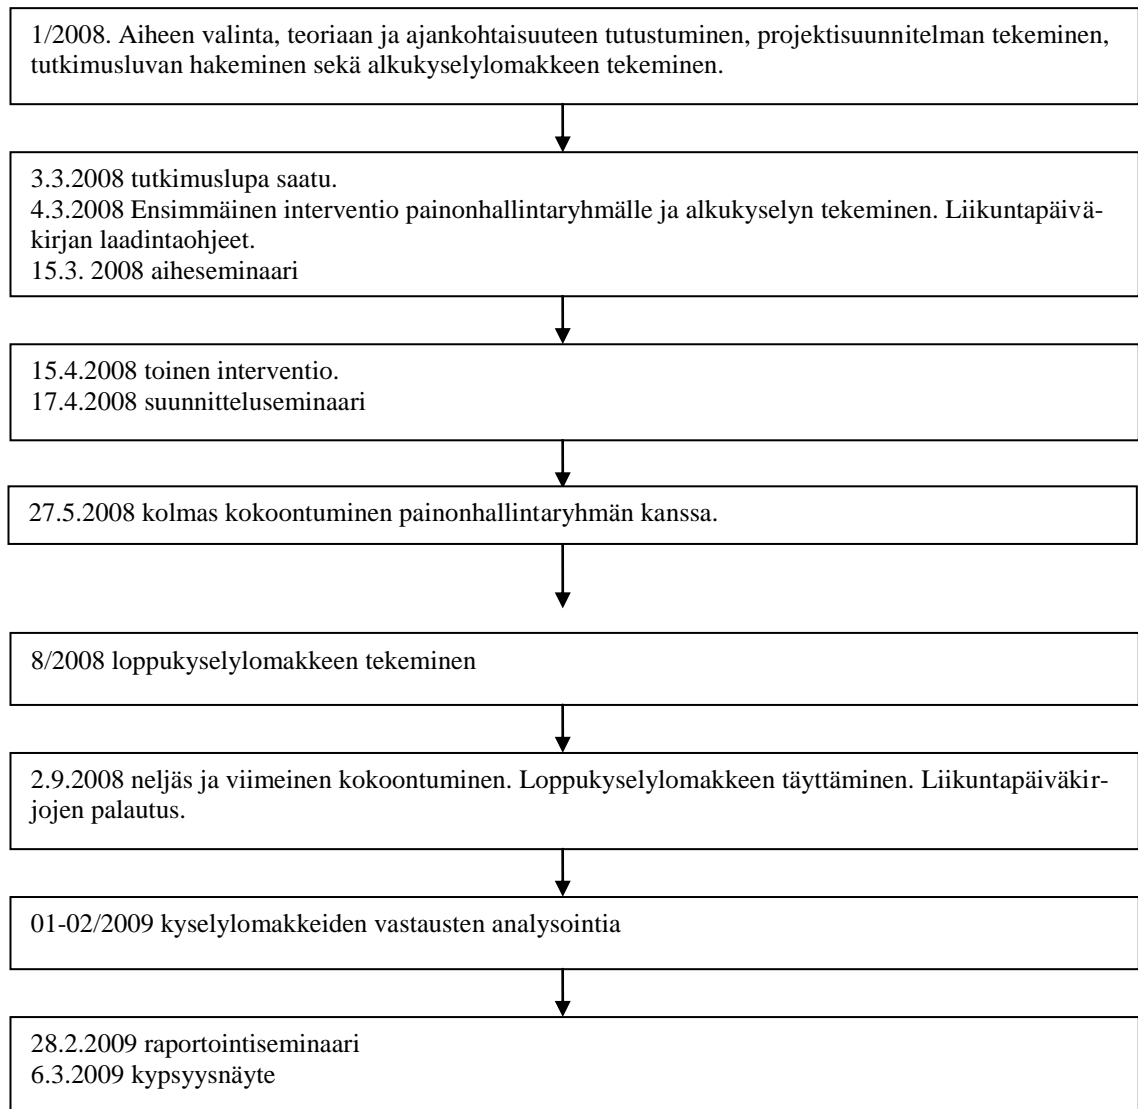 1/2008. Aiheen valinta, teoriaan ja ajankohtaisuuteen tutustuminen, projektisuunnitelman tekeminen,
tutkimusluvan hakeminen sekä alkukyselylomakkeen tekeminen.
3.3.2008 tutkimuslupa saatu.
4.3.2008 Ensimmäinen interventio painonhallintaryhmälle ja alkukyselyn tekeminen. Liikuntapäivä-
kirjan laadintaohjeet.
15.3. 2008 aiheseminaari
15.4.2008 toinen interventio.
17.4.2008 suunnitteluseminaari
27.5.2008 kolmas kokoontuminen painonhallintaryhmän kanssa.
8/2008 loppukyselylomakkeen tekeminen
2.9.2008 neljäs ja viimeinen kokoontuminen. Loppukyselylomakkeen täyttäminen. Liikuntapäiväkir-
jojen palautus.
01-02/2009 kyselylomakkeiden vastausten analysointia
28.2.2009 raportointiseminaari
6.3.2009 kypsyysnäyte